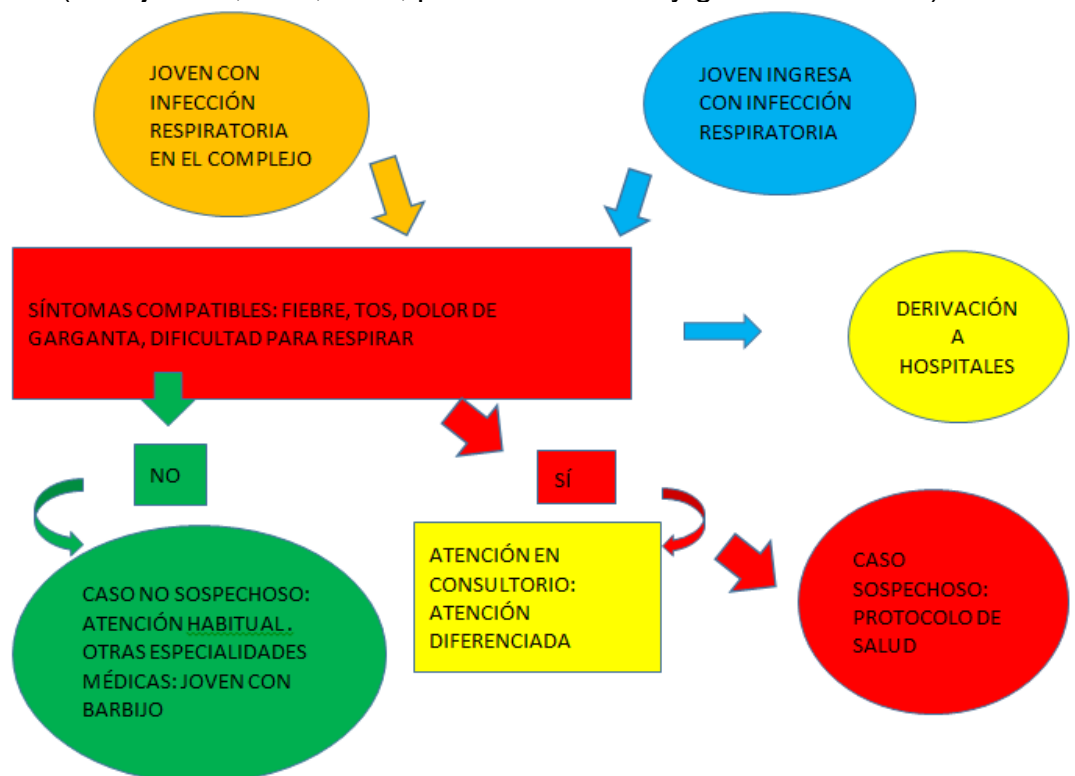 JOVEN CON
INFECCIÓN
RESPIRATORIA
EN EL COMPLEJO
JOVEN INGRESA
CON INFECCIÓN
RESPIRATORIA
SÍNTOMAS COMPATIBLES: FIEBRE, TOS, DOLOR DE
GARGANTA, DIFICULTAD PARA RESPIRAR
DERIVACIÓN
A
HOSPITALES
NO
SÍ
CASO NO SOSPECHOSO:
ATENCIÓN HABITUAL.
OTRAS ESPECIALIDADES
MÉDICAS: JOVEN CON
BARBIJO
ATENCIÓN EN
CONSULTORIO:
ATENCIÓN
DIFERENCIADA
CASO
SOSPECHOSO:
PROTOCOLO DE
SALUD